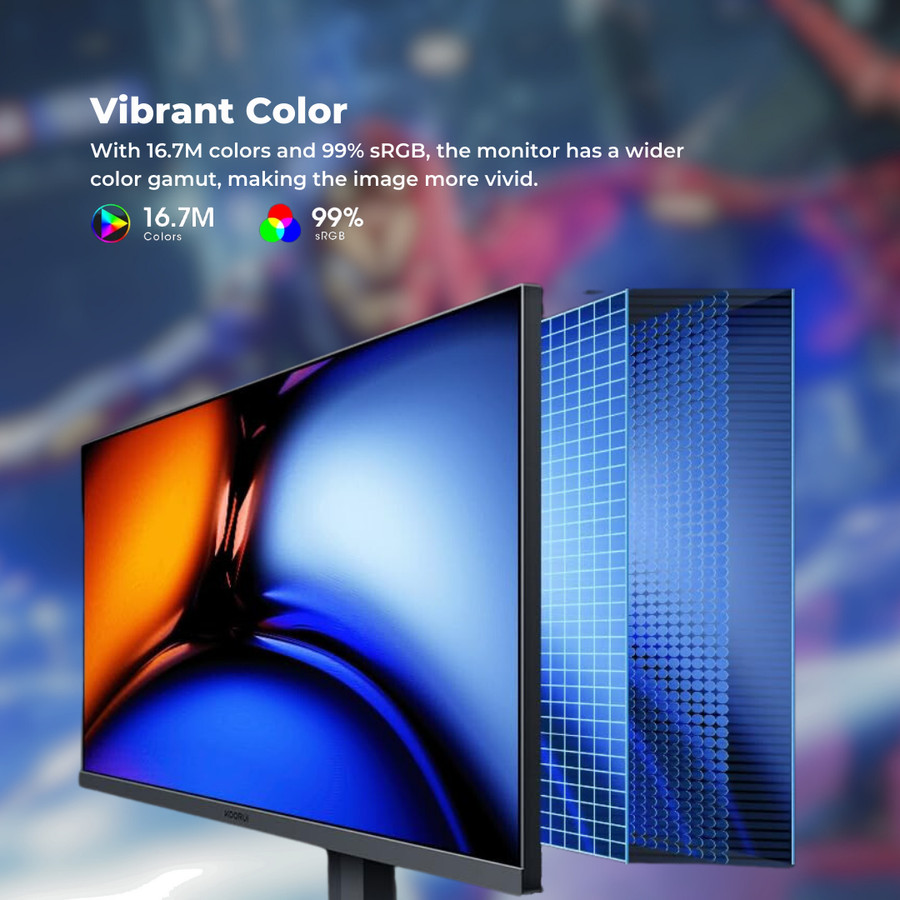 Vibrant Color
With 16.7M colors and 99% sRGB, the monitor has a wider
color gamut, making the image more vivid.
16.7M
Colors
99%
sRGB
KOORUI